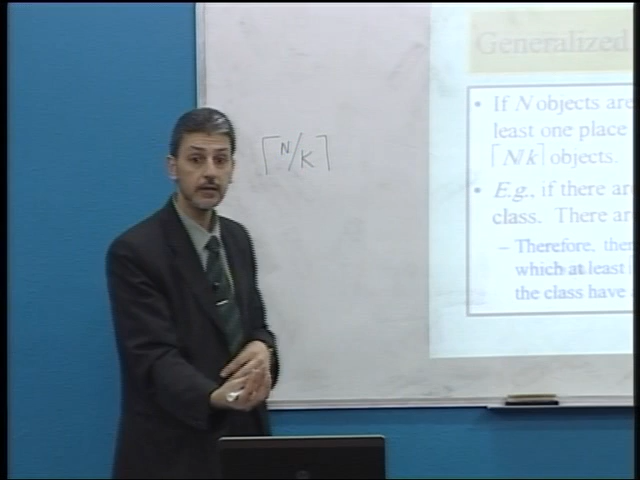 ⌈N/K⌉
Generalized
• If N objects are
least one place
⌈N/k⌉ objects.
• E.g., if there are
class. There are
– Therefore, ther
which at least
the class have